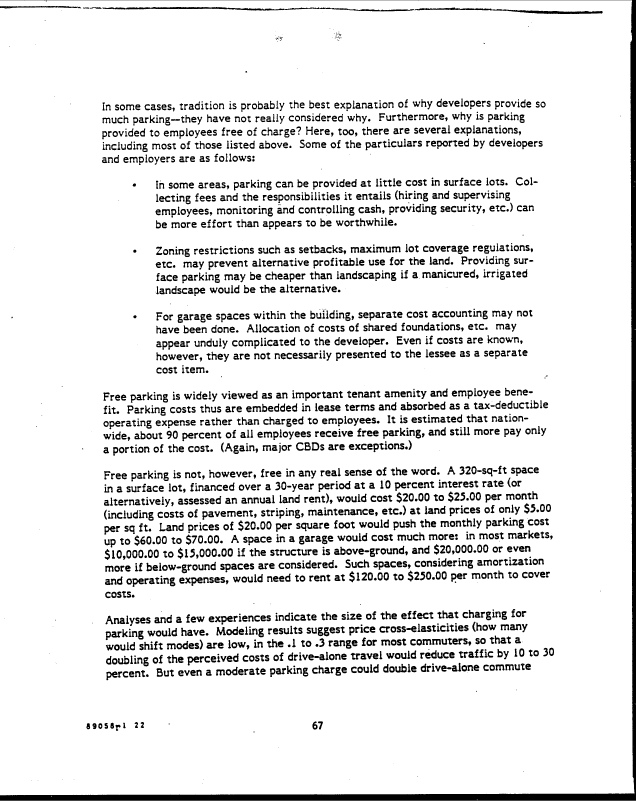 In some cases, tradition is probably the best explanation of why developers provide so
much parking--they have not really considered why. Furthermore, why is parking
provided to employees free of charge? Here, too, there are several explanations,
including most of those listed above. Some of the particulars reported by developers
and employers are as follows:
• In some areas, parking can be provided at little cost in surface lots. Col-
lecting fees and the responsibilities it entails (hiring and supervising
employees, monitoring and controlling cash, providing security, etc.) can
be more effort than appears to be worthwhile.
• Zoning restrictions such as setbacks, maximum lot coverage regulations,
etc. may prevent alternative profitable use for the land. Providing sur-
face parking may be cheaper than landscaping if a manicured, irrigated
landscape would be the alternative.
• For garage spaces within the building, separate cost accounting may not
have been done. Allocation of costs of shared foundations, etc. may
appear unduly complicated to the developer. Even if costs are known,
however, they are not necessarily presented to the lessee as a separate
cost item.
Free parking is widely viewed as an important tenant amenity and employee bene-
fit. Parking costs thus are embedded in lease terms and absorbed as a tax-deductible
operating expense rather than charged to employees. It is estimated that nation-
wide, about 90 percent of all employees receive free parking, and still more pay only
a portion of the cost. (Again, major CBDs are exceptions.)
Free parking is not, however, free in any real sense of the word. A 320-sq-ft space
in a surface lot, financed over a 30-year period at a 10 percent interest rate (or
alternatively, assessed an annual land rent), would cost $20.00 to $25.00 per month
(including costs of pavement, striping, maintenance, etc.) at land prices of only $5.00
per sq ft. Land prices of $20.00 per square foot would push the monthly parking cost
up to $60.00 to $70.00. A space in a garage would cost much more: in most markets,
$10,000.00 to $15,000.00 if the structure is above-ground, and $20,000.00 or even
more if below-ground spaces are considered. Such spaces, considering amortization
and operating expenses, would need to rent at $120.00 to $250.00 per month to cover
costs.
Analyses and a few experiences indicate the size of the effect that charging for
parking would have. Modeling results suggest price cross-elasticities (how many
would shift modes) are low, in the .1 to .3 range for most commuters, so that a
doubling of the perceived costs of drive-alone travel would reduce traffic by 10 to 30
percent. But even a moderate parking charge could double drive-alone commute
89058r1 22
67